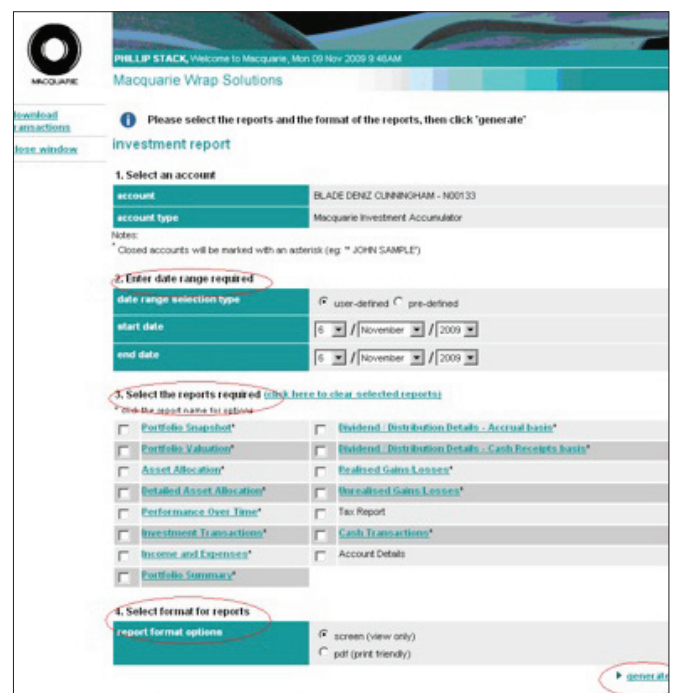 MACQUARIE
PHILLIP STACK, Welcome to Macquarie, Mon 09 Nov 2009 9:46AM
Macquarie Wrap Solutions
download
transactions
close window
Please select the reports and the format of the reports, then click 'generate'
investment report
1. Select an account
account BLADE DENIZ CUNNINGHAM - N00133
account type Macquarie Investment Accumulator
Notes:
* Closed accounts will be marked with an asterisk (eg: '* JOHN SAMPLE')
2. Enter date range required
date range selection type user-defined pre-defined
start date 6 / November / 2009
end date 6 / November / 2009
3. Select the reports required (click here to clear selected reports)
* click the report name for options
Portfolio Snapshot* Dividend / Distribution Details - Accrual basis*
Portfolio Valuation* Dividend / Distribution Details - Cash Receipts basis*
Asset Allocation* Realised Gains Losses*
Detailed Asset Allocation* Unrealised Gains Losses*
Performance Over Time* Tax Report
Investment Transactions* Cash Transactions*
Income and Expenses* Account Details
Portfolio Summary*
4. Select format for reports
report format options screen (view only)
pdf (print friendly)
generate